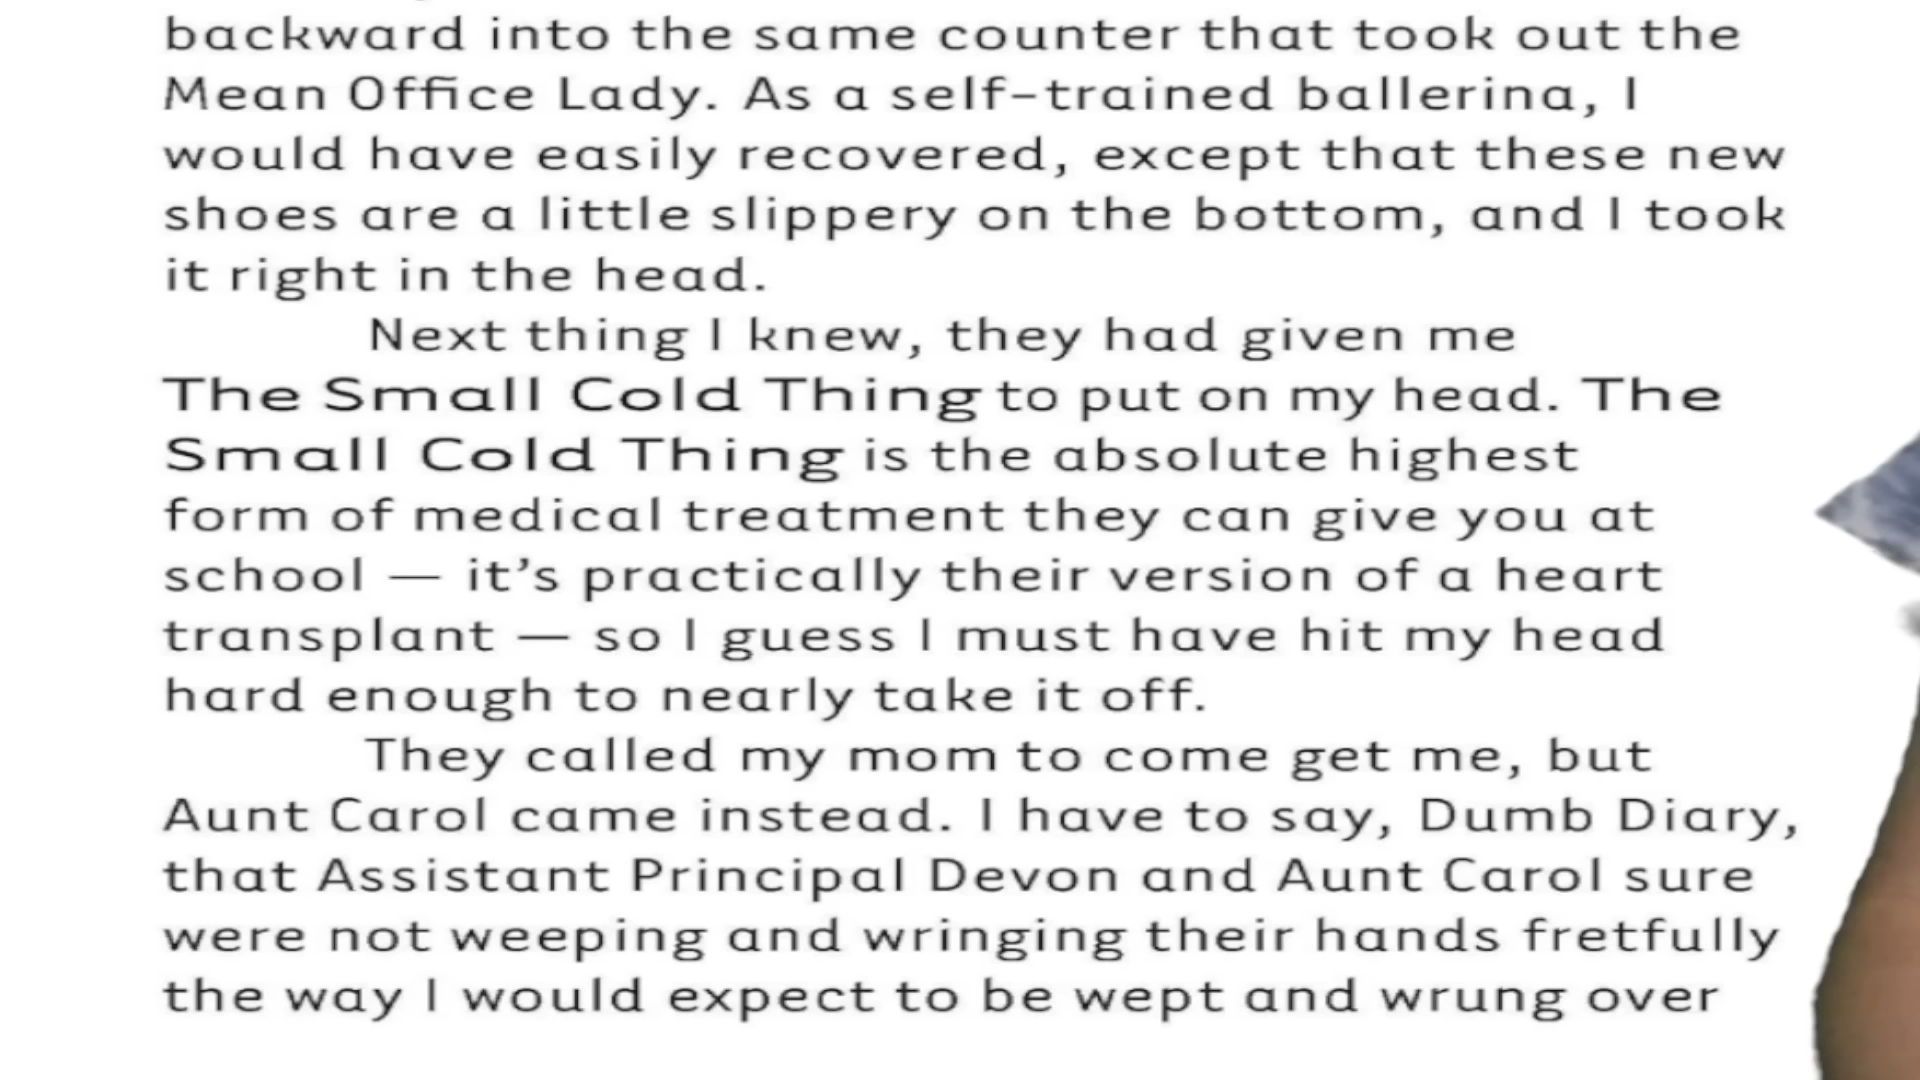 backward into the same counter that took out the
Mean Office Lady. As a self-trained ballerina, I
would have easily recovered, except that these new
shoes are a little slippery on the bottom, and I took
it right in the head.
Next thing I knew, they had given me
The Small Cold Thing to put on my head. The
Small Cold Thing is the absolute highest
form of medical treatment they can give you at
school — it’s practically their version of a heart
transplant — so I guess I must have hit my head
hard enough to nearly take it off.
They called my mom to come get me, but
Aunt Carol came instead. I have to say, Dumb Diary,
that Assistant Principal Devon and Aunt Carol sure
were not weeping and wringing their hands fretfully
the way I would expect to be wept and wrung over